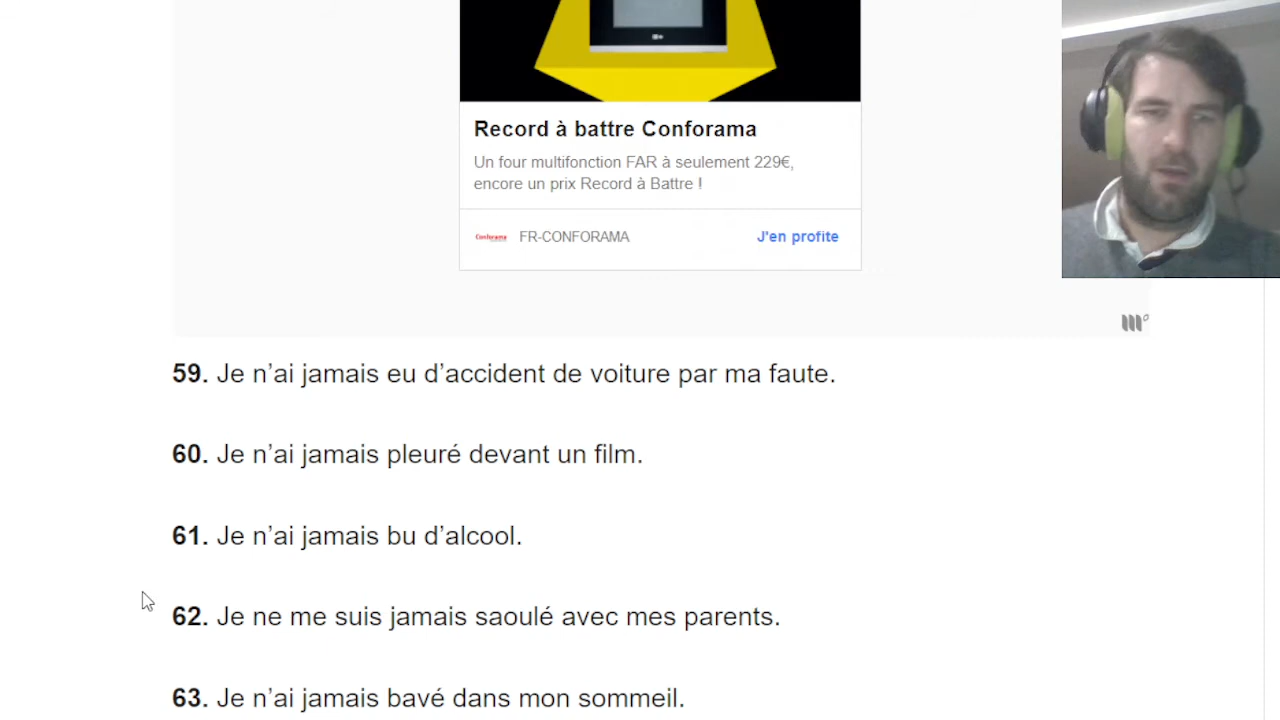 Record à battre Conforama
Un four multifonction FAR à seulement 229€,
encore un prix Record à Battre !
Conforama FR-CONFORAMA J'en profite
59. Je n’ai jamais eu d’accident de voiture par ma faute.
60. Je n’ai jamais pleuré devant un film.
61. Je n’ai jamais bu d’alcool.
62. Je ne me suis jamais saoulé avec mes parents.
63. Je n’ai jamais bavé dans mon sommeil.